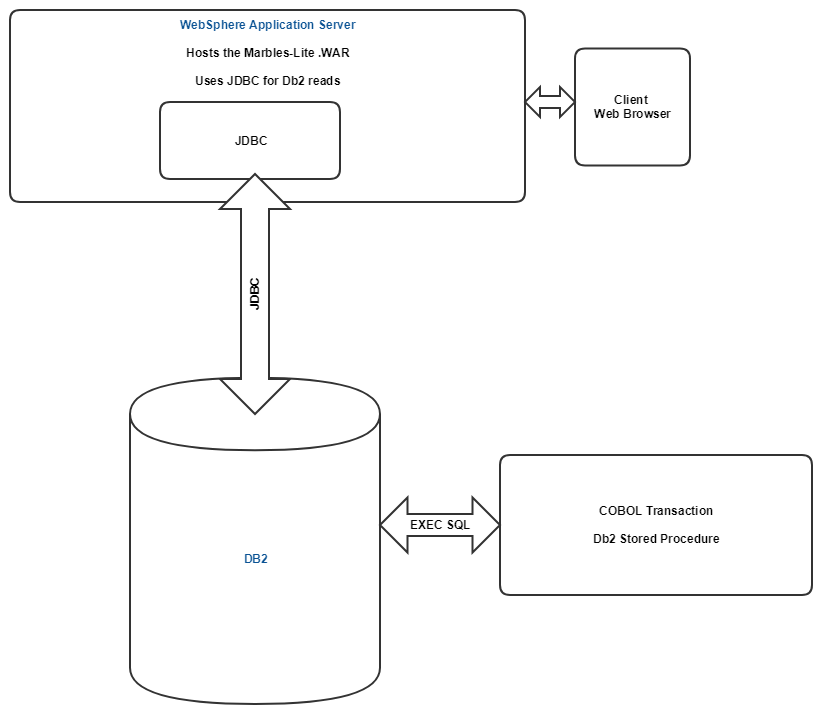 WebSphere Application Server
Hosts the Marbles-Lite .WAR
Uses JDBC for Db2 reads
JDBC
Client
Web Browser
JDBC
DB2
EXEC SQL
COBOL Transaction
Db2 Stored Procedure